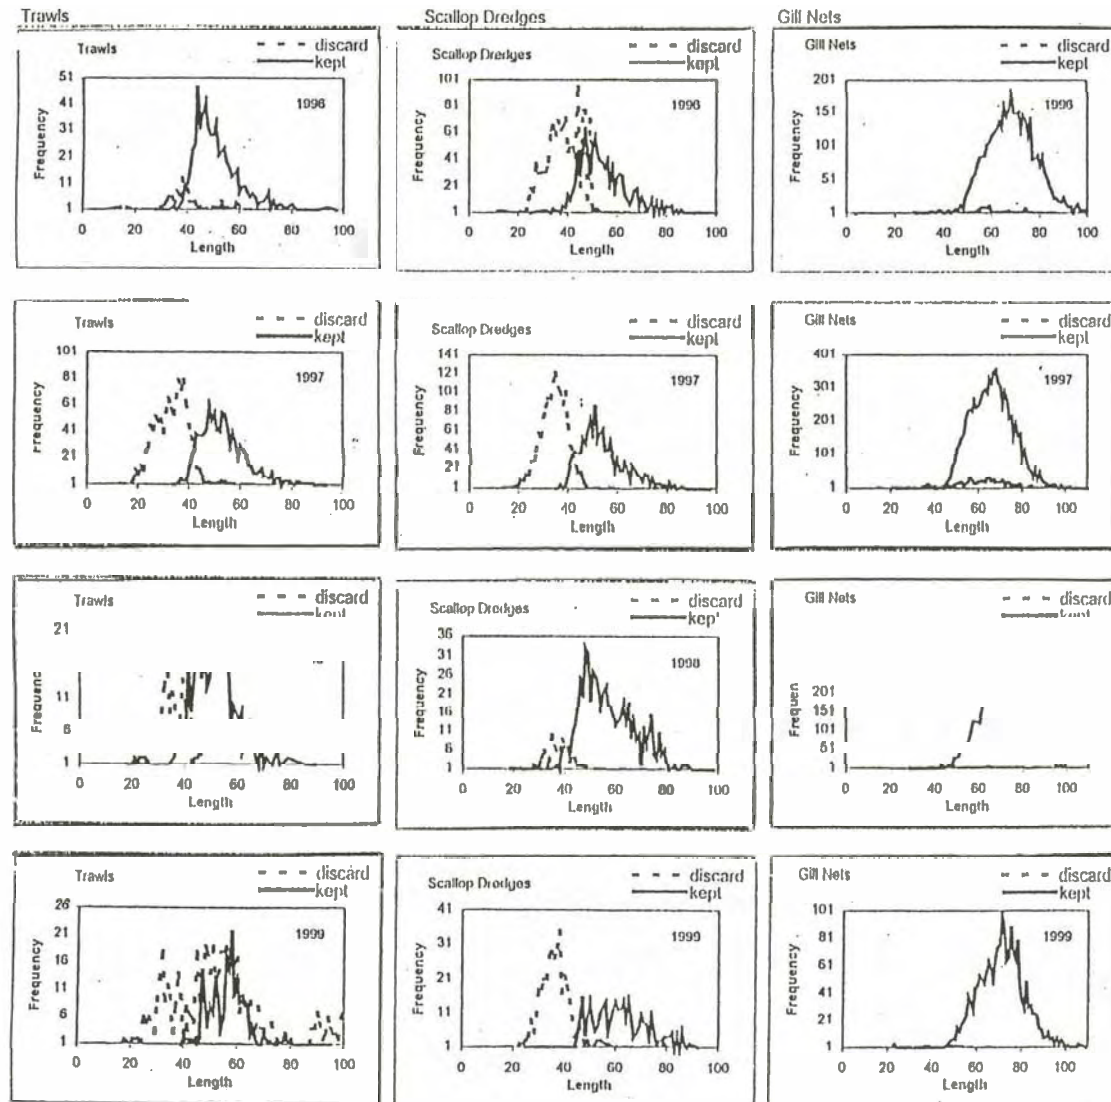 Trawls
Scallop Dredges
Gill Nets
Trawls
discard
kept
51
41
31
21
11
1
Frequency
1996
0 20 40 60 80 100
Length
Scallop Dredges
discard
kept
101
81
61
41
21
1
Frequency
1996
0 20 40 60 80 100
Length
Gill Nets
discard
kept
201
151
101
51
1
Frequency
1996
0 20 40 60 80 100
Length
Trawls
discard
kept
101
81
61
41
21
1
Frequency
1997
0 20 40 60 80 100
Length
Scallop Dredges
discard
kept
141
121
101
81
61
41
21
1
Frequency
1997
0 20 40 60 80 100
Length
Gill Nets
discard
kept
401
301
201
101
1
Frequency
1997
0 20 40 60 80 100
Length
Trawls
discard
kept
21
11
6
1
0 20 40 60 80 100
Length
Scallop Dredges
discard
kept
36
31
26
21
16
11
6
1
Frequency
1998
0 20 40 60 80 100
Length
Gill Nets
discard
201
151
101
51
1
Frequen
0 20 40 60 80 100
Length
Trawls
discard
kept
26
21
16
11
6
1
Frequency
1999
0 20 40 60 80 100
Length
Scallop Dredges
discard
kept
41
31
21
11
1
Frequency
1999
0 20 40 60 80 100
Length
Gill Nets
discard
kept
101
81
61
41
21
1
Frequency
1999
0 20 40 60 80 100
Length